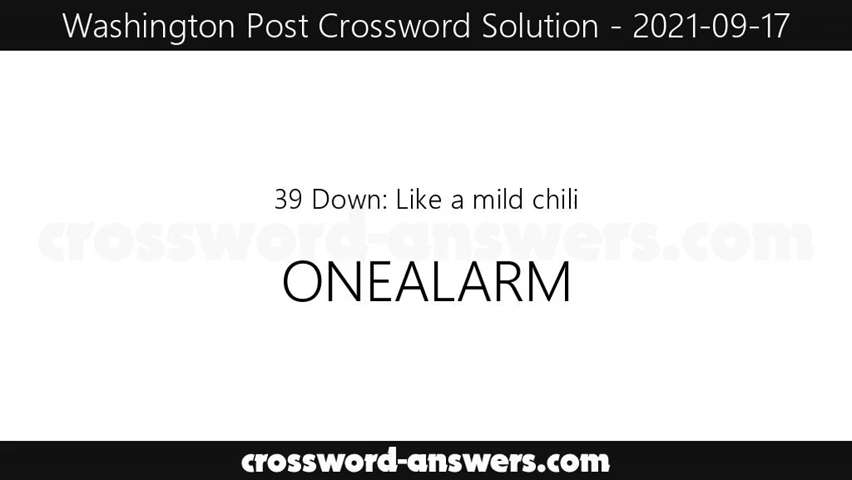 Washington Post Crossword Solution - 2021-09-17
39 Down: Like a mild chili
crossword-answers.com
ONEALARM
crossword-answers.com